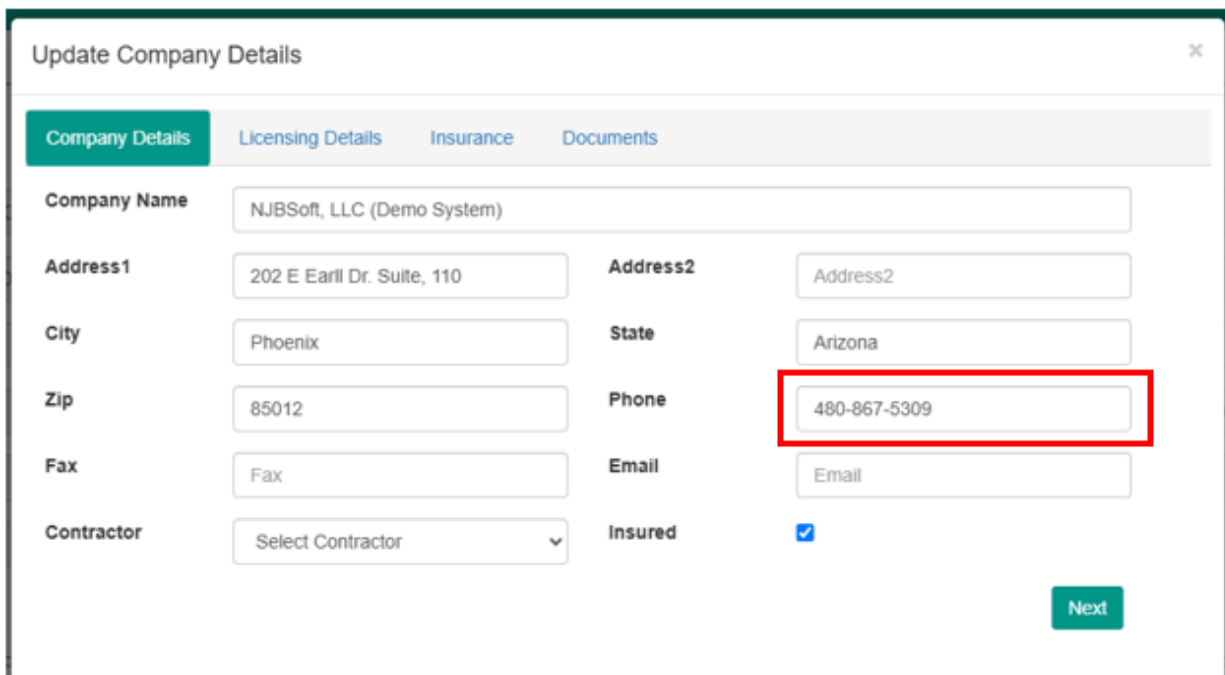 Update Company Details ×
Company Details Licensing Details Insurance Documents
Company Name NJBSoft, LLC (Demo System)
Address1 202 E Earll Dr. Suite, 110 Address2 Address2
City Phoenix State Arizona
Zip 85012 Phone 480-867-5309
Fax Fax Email Email
Contractor Select Contractor Insured
Next